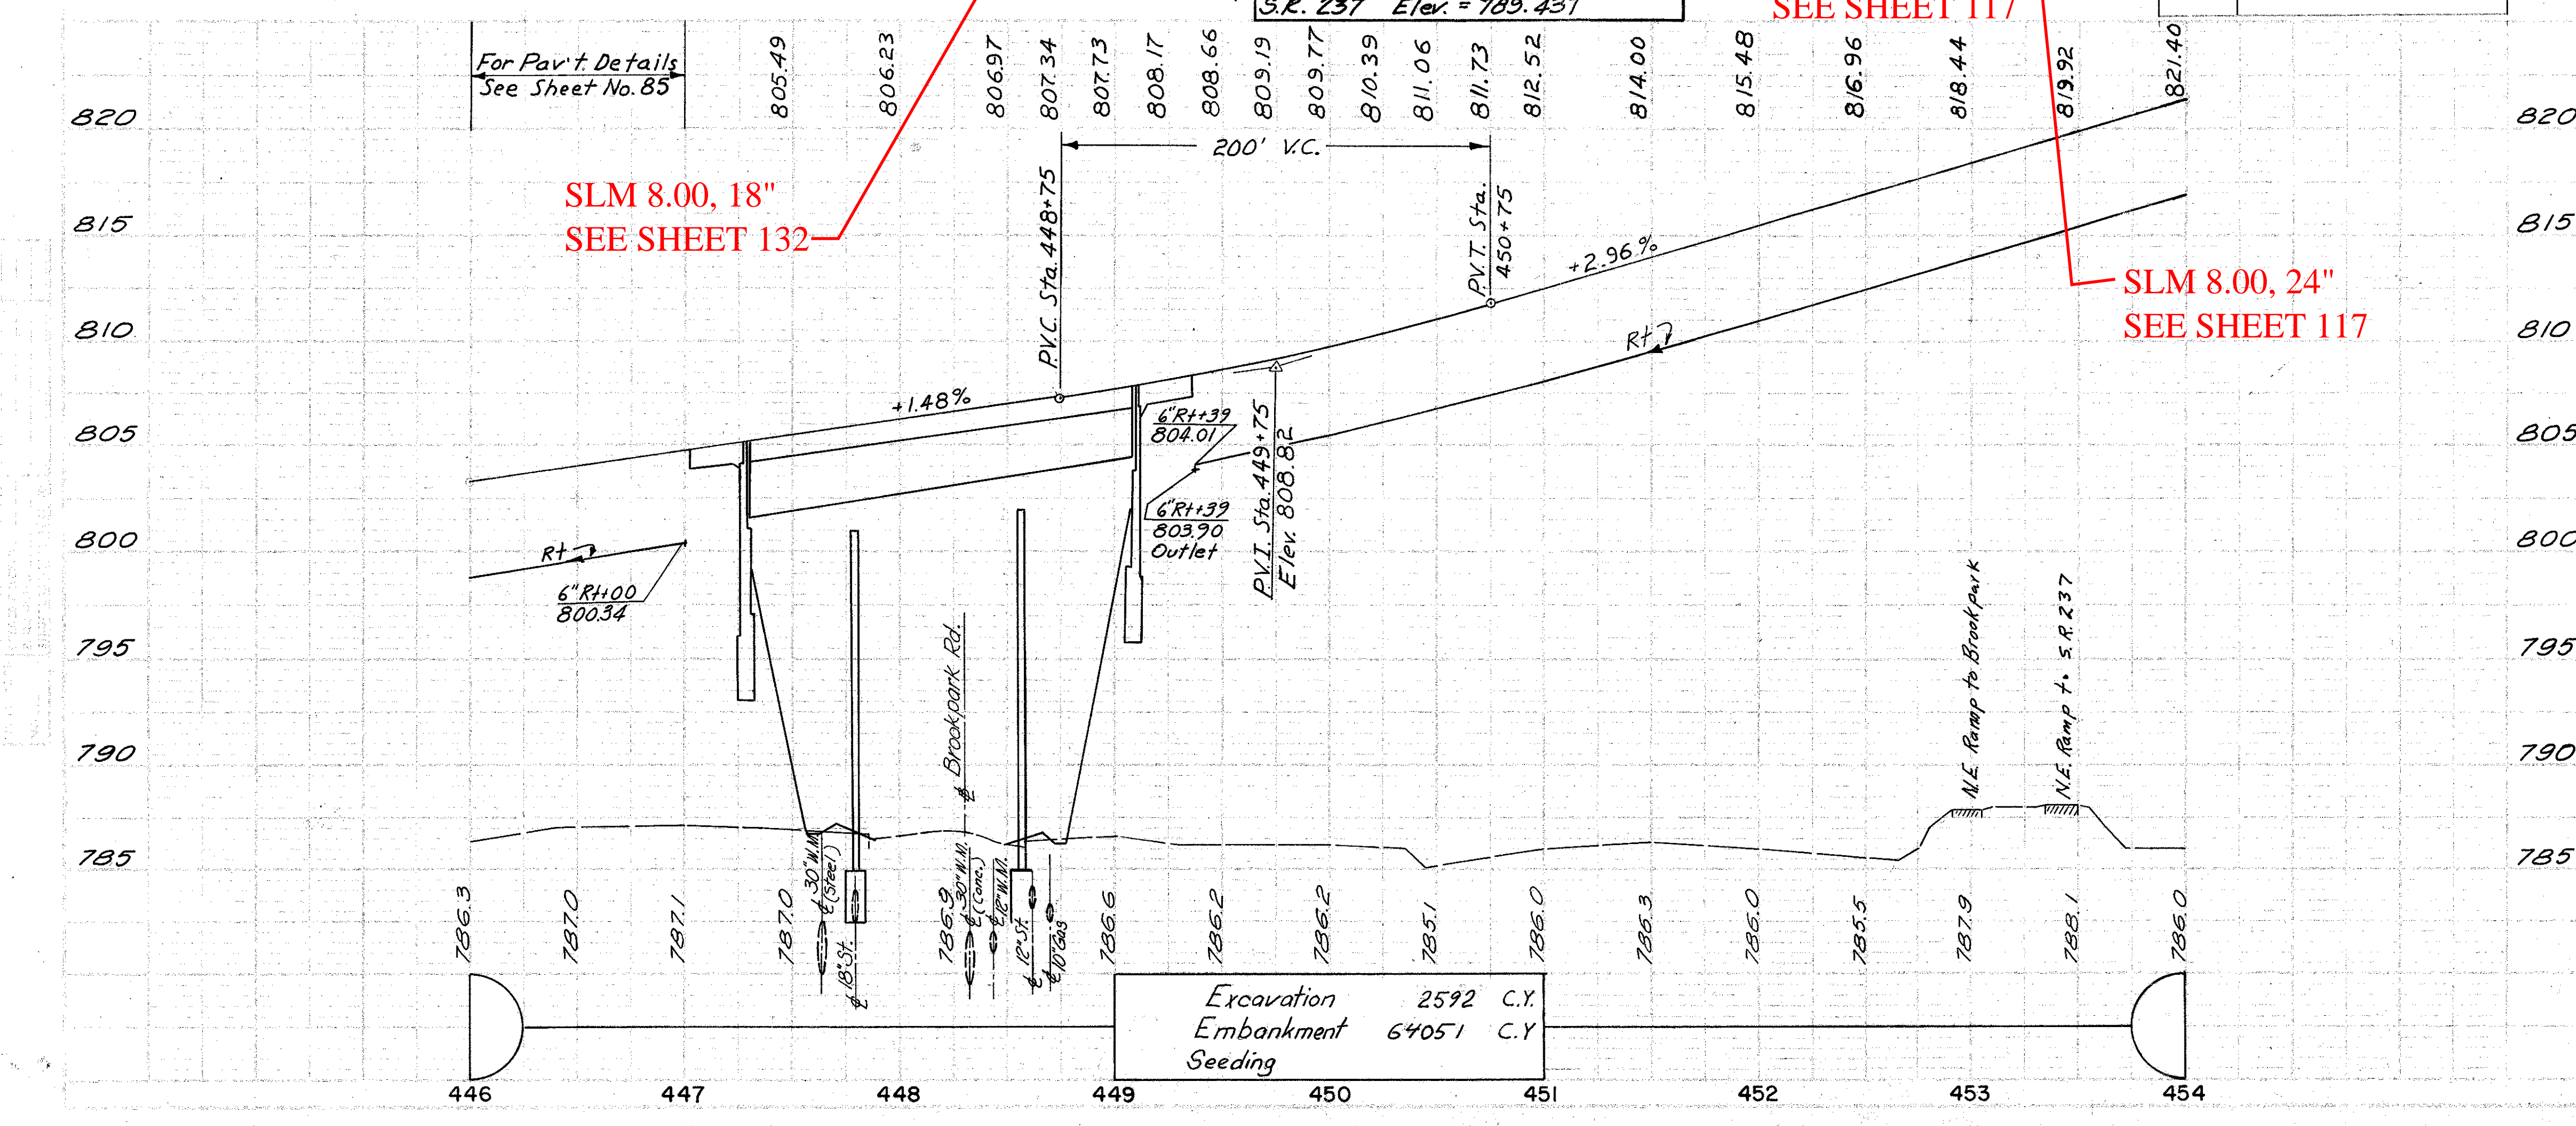 S.R. 237 Elev. = 789.431
SEE SHEET 117
For Pav't. Details
See Sheet No. 85
805.49
806.23
806.97
807.34
807.73
808.17
808.66
809.19
809.77
810.39
811.06
811.73
812.52
814.00
815.48
816.96
818.44
819.92
821.40
820
820
200' V.C.
SLM 8.00, 18"
SEE SHEET 132
P.V.C. Sta. 448+75
P.V.T. Sta.
450+75
815
815
+2.96%
SLM 8.00, 24"
SEE SHEET 117
810
810
Rt
+1.48%
6"Rt+39
804.01
P.V.I. Sta. 449+75
Elev. 808.82
805
805
6"Rt+39
803.90
Outlet
800
800
Rt
6"Rt+00
800.34
795
795
Brookpark Rd.
N.E. Ramp to Brookpark
N.E. Ramp to S.R. 237
790
790
785
785
30" W.M.
(Steel)
18" St.
30" W.M.
(Conc.)
12" W.M.
12" St.
10" Gas
786.3
787.0
787.1
787.0
786.9
786.6
786.2
786.2
785.1
786.0
786.3
786.0
785.5
787.9
788.1
786.0
Excavation 2592 C.Y.
Embankment 64051 C.Y
Seeding
446 447 448 449 450 451 452 453 454